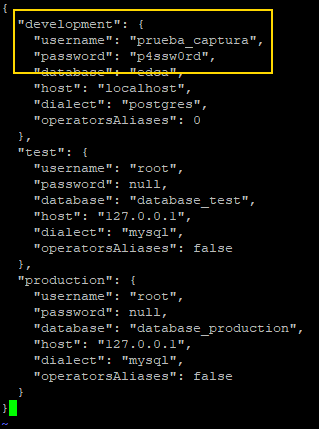 {
  "development": {
    "username": "prueba_captura",
    "password": "p4ssw0rd",
    "database": "edca",
    "host": "localhost",
    "dialect": "postgres",
    "operatorsAliases": 0
  },
  "test": {
    "username": "root",
    "password": null,
    "database": "database_test",
    "host": "127.0.0.1",
    "dialect": "mysql",
    "operatorsAliases": false
  },
  "production": {
    "username": "root",
    "password": null,
    "database": "database_production",
    "host": "127.0.0.1",
    "dialect": "mysql",
    "operatorsAliases": false
  }
}
~